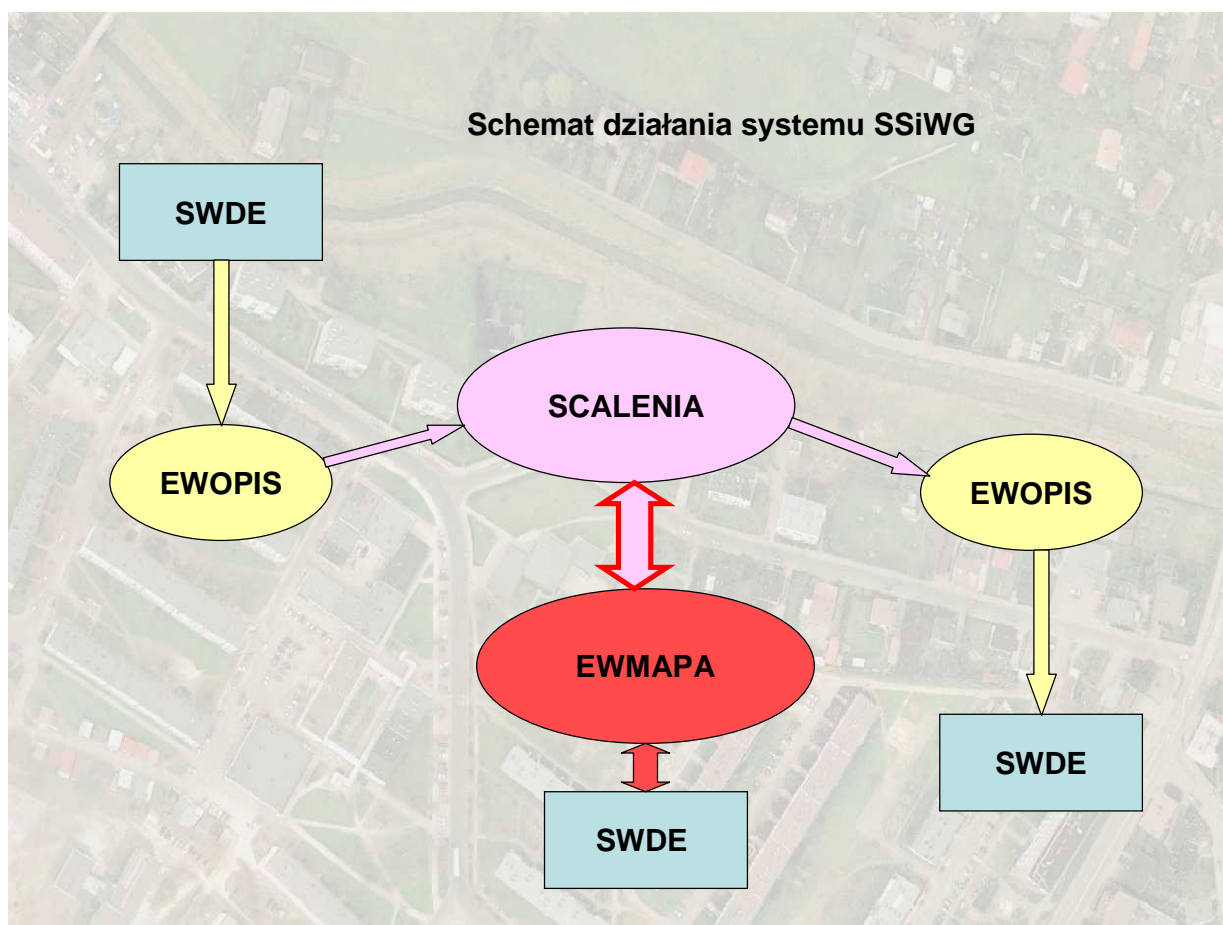 Schemat działania systemu SSiWG
SWDE
SCALENIA
EWOPIS
EWOPIS
EWMAPA
SWDE
SWDE